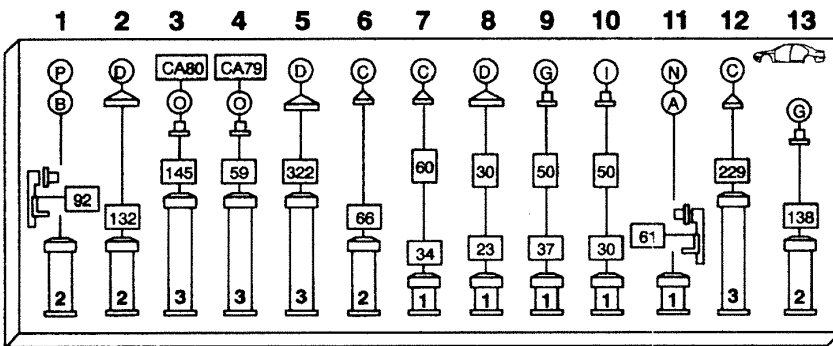 1 2 3 4 5 6 7 8 9 10 11 12 13
P D CA80 CA79 D C C D G I N C
B O O A G
145 59 322 60 30 50 50 229
92 132 66 61 138
34 23 37 30
2 2 3 3 3 2 1 1 1 1 1 3 2